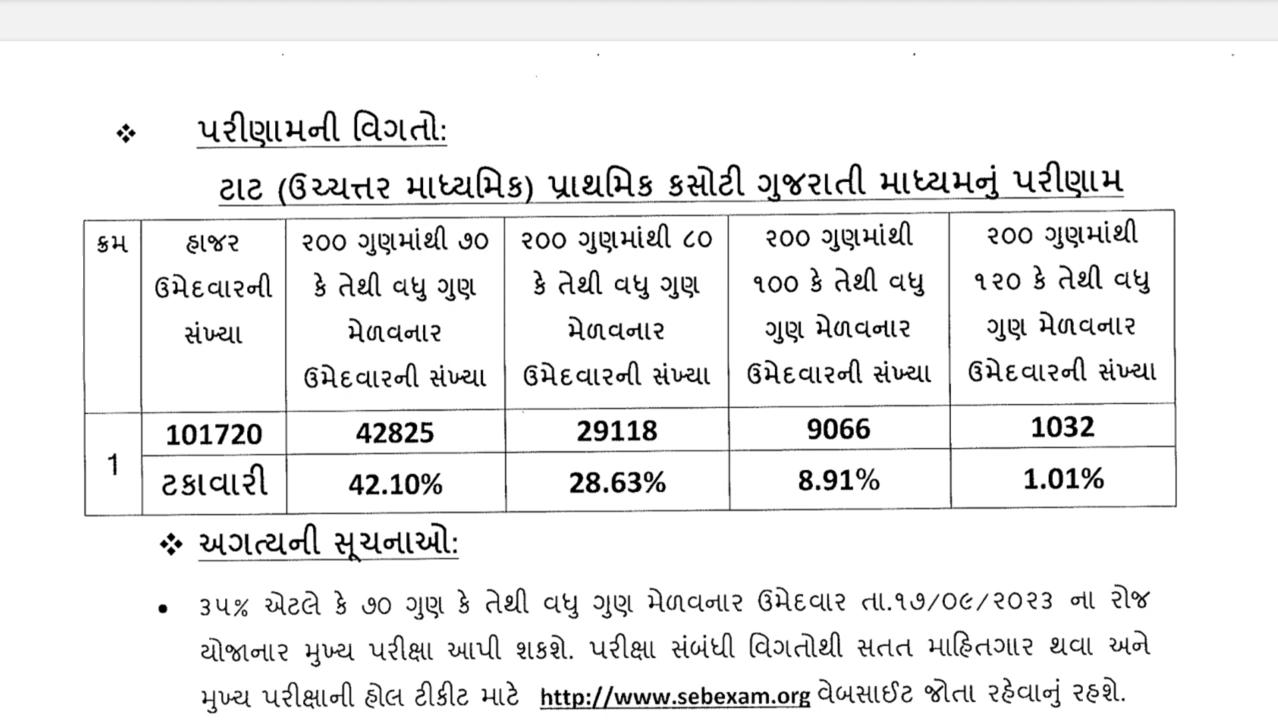 ❖ પરીણામની વિગતો:
ટાટ (ઉચ્ચત્તર માધ્યમિક) પ્રાથમિક કસોટી ગુજરાતી માધ્યમનું પરીણામ
ક્રમ | હાજર ઉમેદવારની સંખ્યા | ૨૦૦ ગુણમાંથી ૭૦ કે તેથી વધુ ગુણ મેળવનાર ઉમેદવારની સંખ્યા | ૨૦૦ ગુણમાંથી ૮૦ કે તેથી વધુ ગુણ મેળવનાર ઉમેદવારની સંખ્યા | ૨૦૦ ગુણમાંથી ૧૦૦ કે તેથી વધુ ગુણ મેળવનાર ઉમેદવારની સંખ્યા | ૨૦૦ ગુણમાંથી ૧૨૦ કે તેથી વધુ ગુણ મેળવનાર ઉમેદવારની સંખ્યા
1 | 101720 | 42825 | 29118 | 9066 | 1032
ટકાવારી | 42.10% | 28.63% | 8.91% | 1.01%
❖ અગત્યની સૂચનાઓ:
• ૩૫% એટલે કે ૭૦ ગુણ કે તેથી વધુ ગુણ મેળવનાર ઉમેદવાર તા.૧૭/૦૯/૨૦૨૩ ના રોજ
યોજાનાર મુખ્ય પરીક્ષા આપી શકશે. પરીક્ષા સંબંધી વિગતોથી સતત માહિતગાર થવા અને
મુખ્ય પરીક્ષાની હોલ ટીકીટ માટે http://www.sebexam.org વેબસાઈટ જોતા રહેવાનું રહશે.